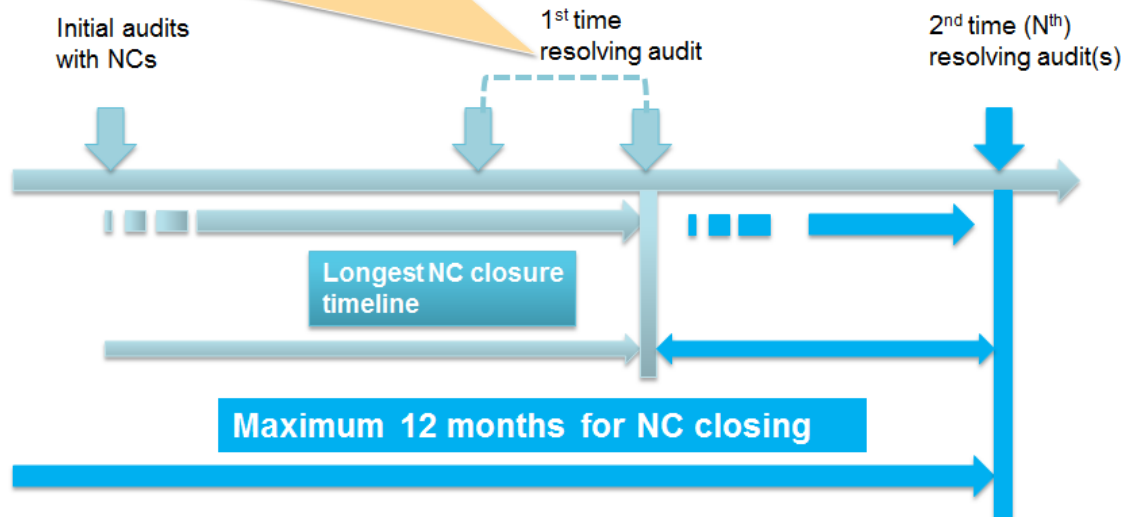 Initial audits
with NCs
1st time
resolving audit
2nd time (Nth)
resolving audit(s)
Longest NC closure
timeline
Maximum 12 months for NC closing